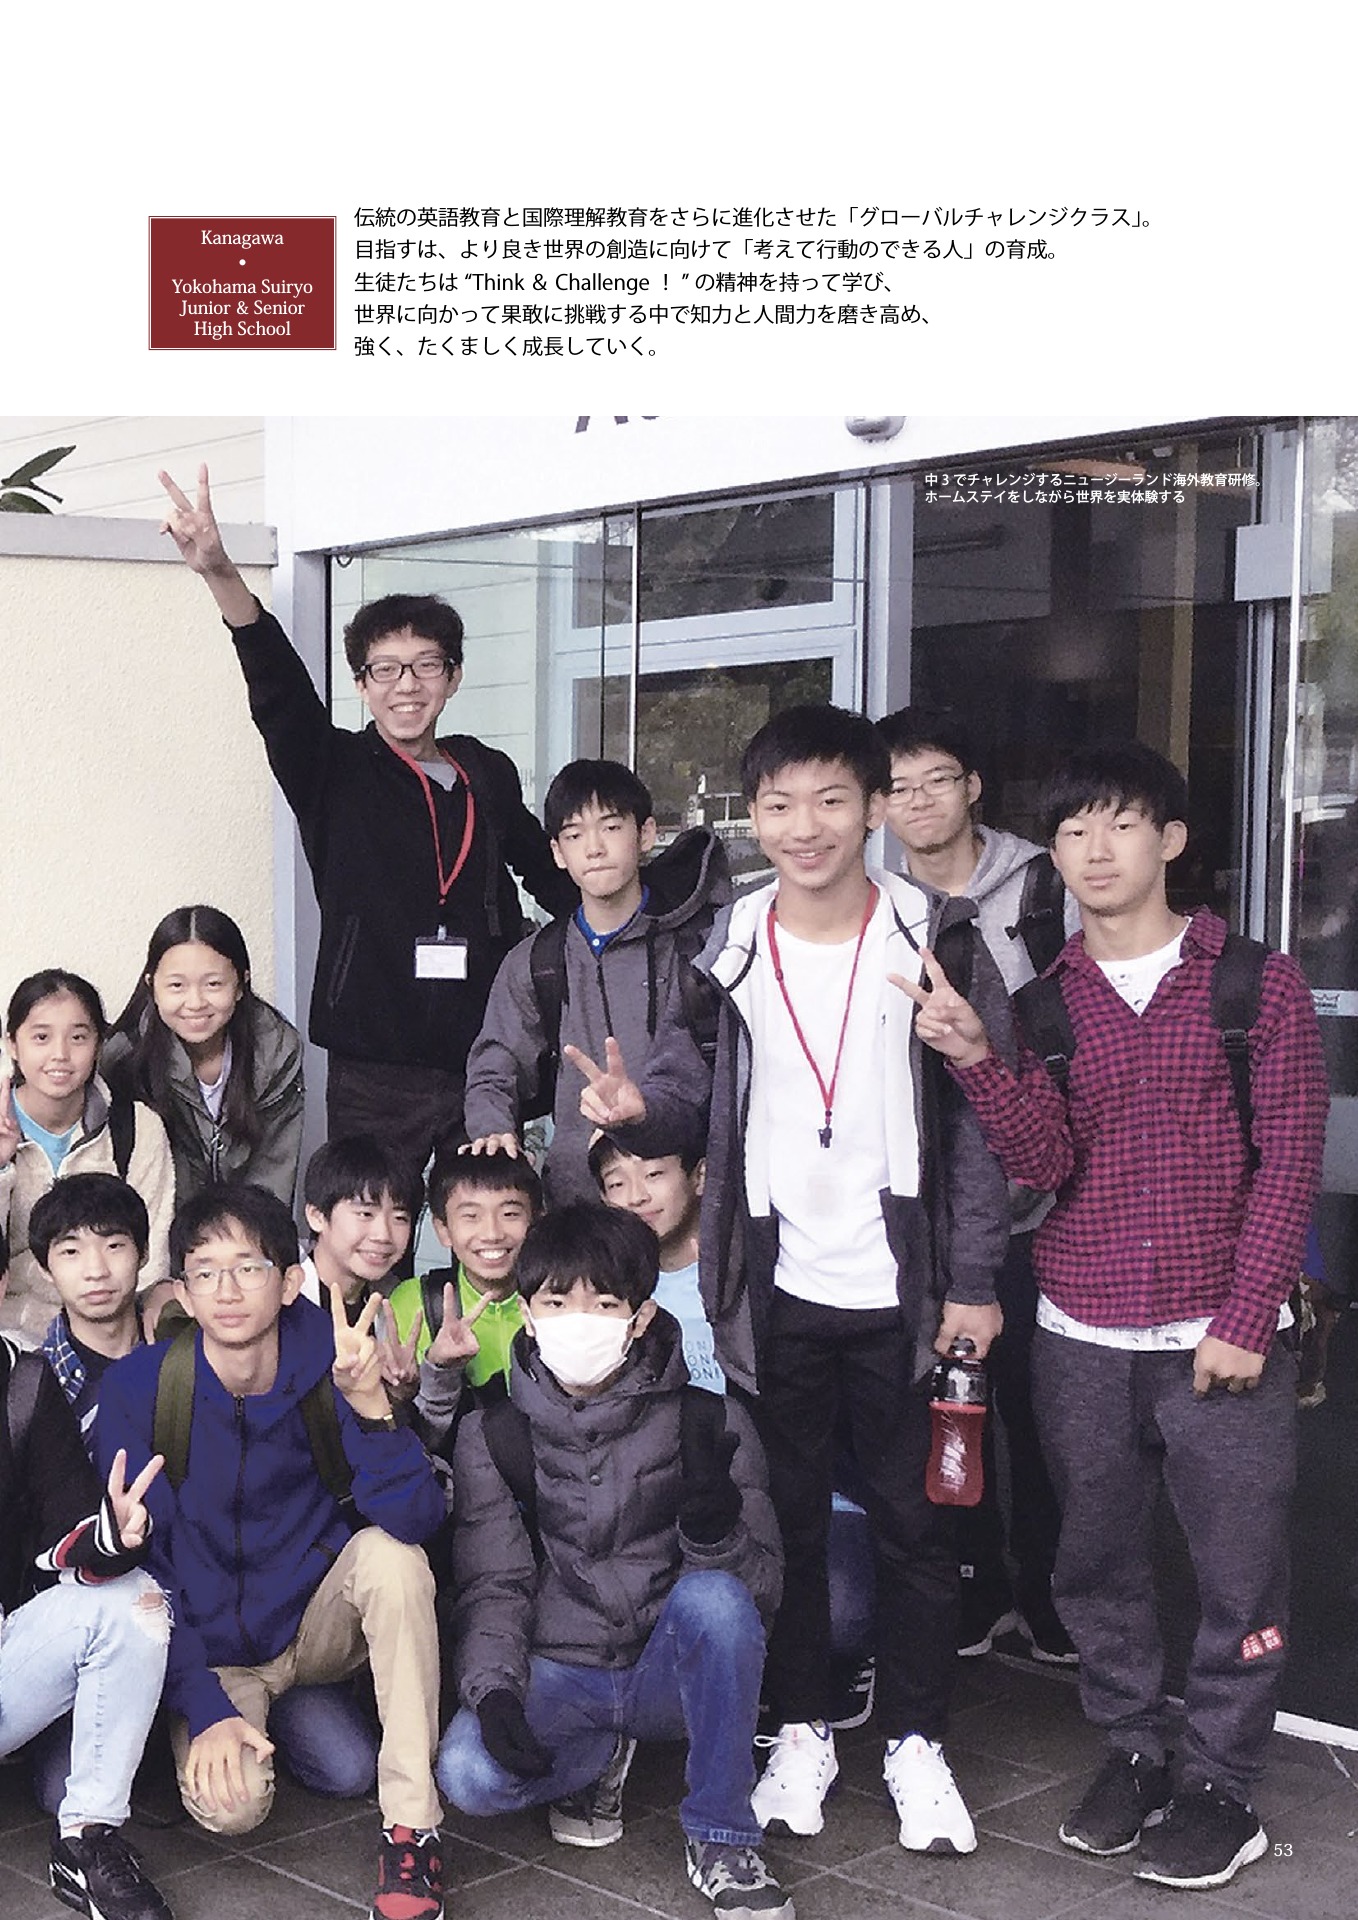 Kanagawa
•
Yokohama Suiryo
Junior & Senior
High School
伝統の英語教育と国際理解教育をさらに進化させた「グローバルチャレンジクラス」。
目指すは、より良き世界の創造に向けて「考えて行動のできる人」の育成。
生徒たちは “Think & Challenge ！ ” の精神を持って学び、
世界に向かって果敢に挑戦する中で知力と人間力を磨き高め、
強く、たくましく成長していく。
中 3 でチャレンジするニュージーランド海外教育研修。
ホームステイをしながら世界を実体験する
53